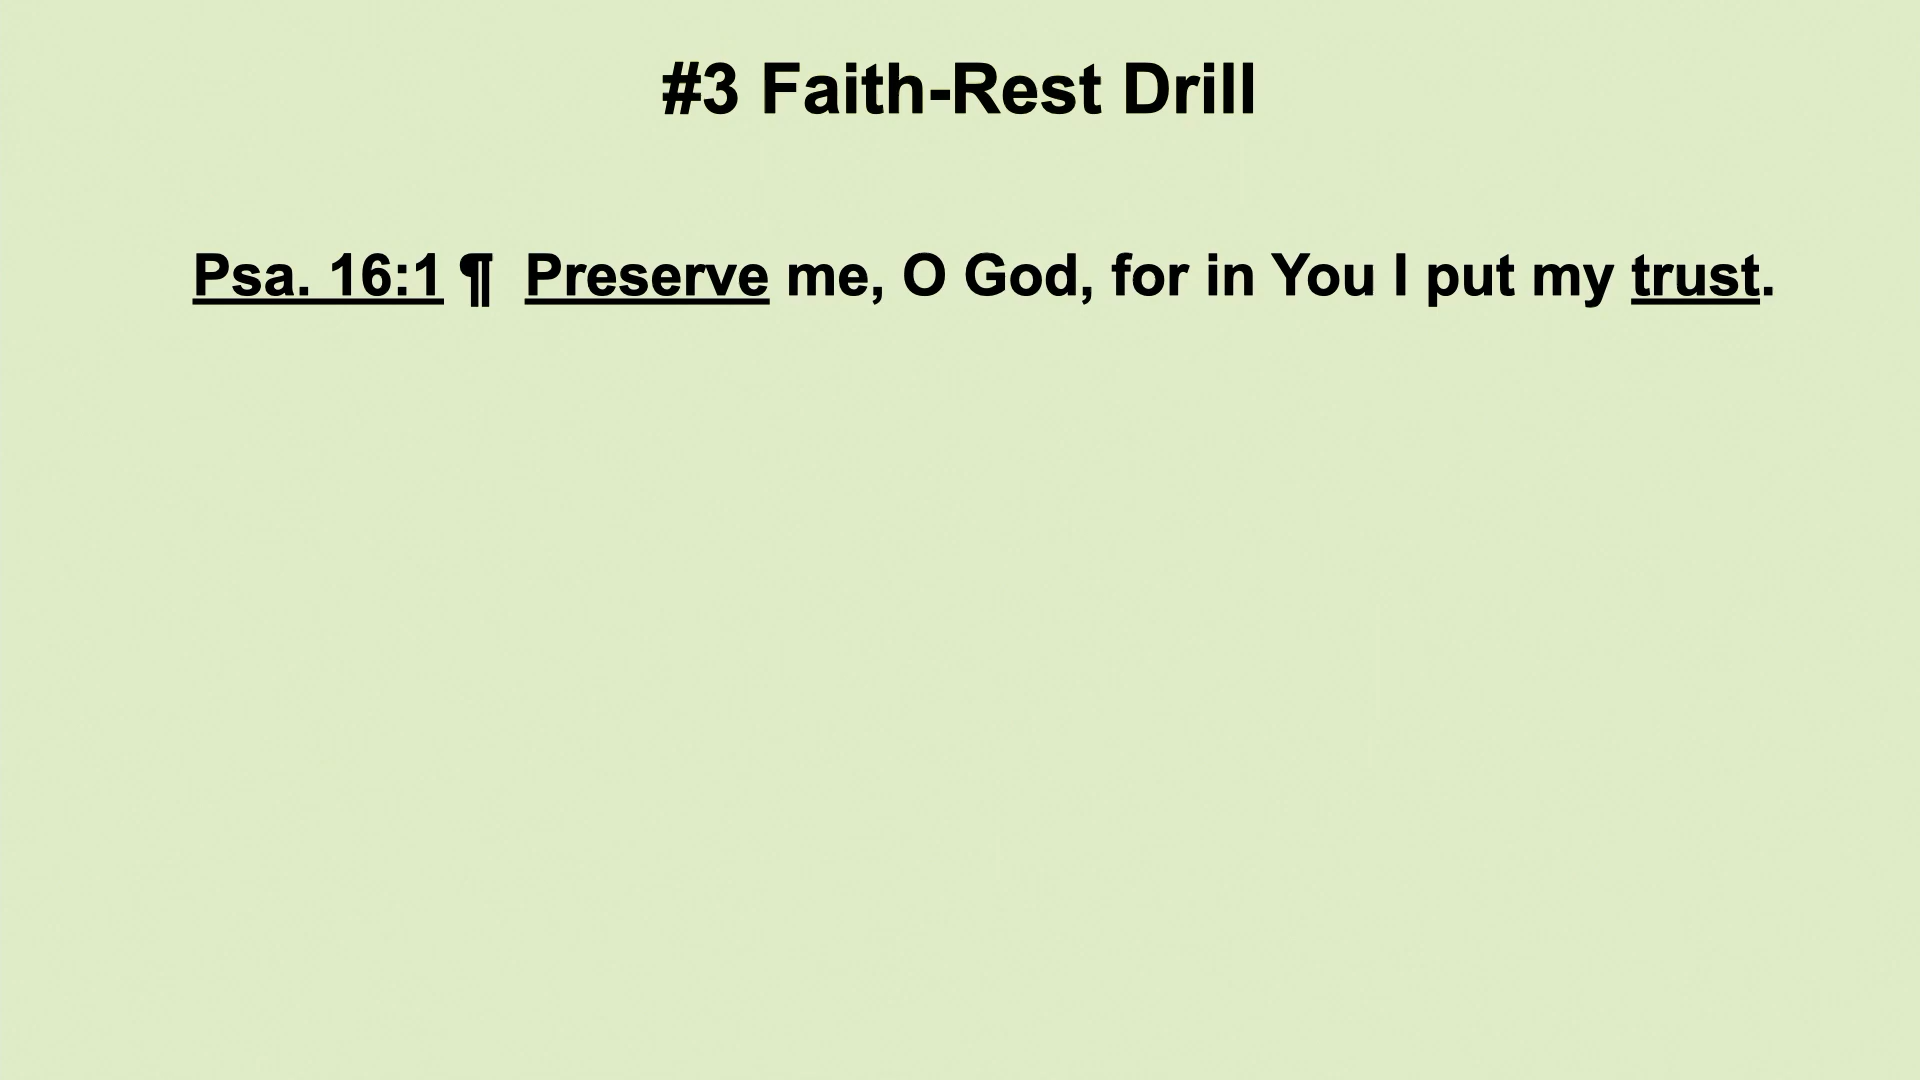 #3 Faith-Rest Drill
Psa. 16:1 ¶  Preserve me, O God, for in You I put my trust.